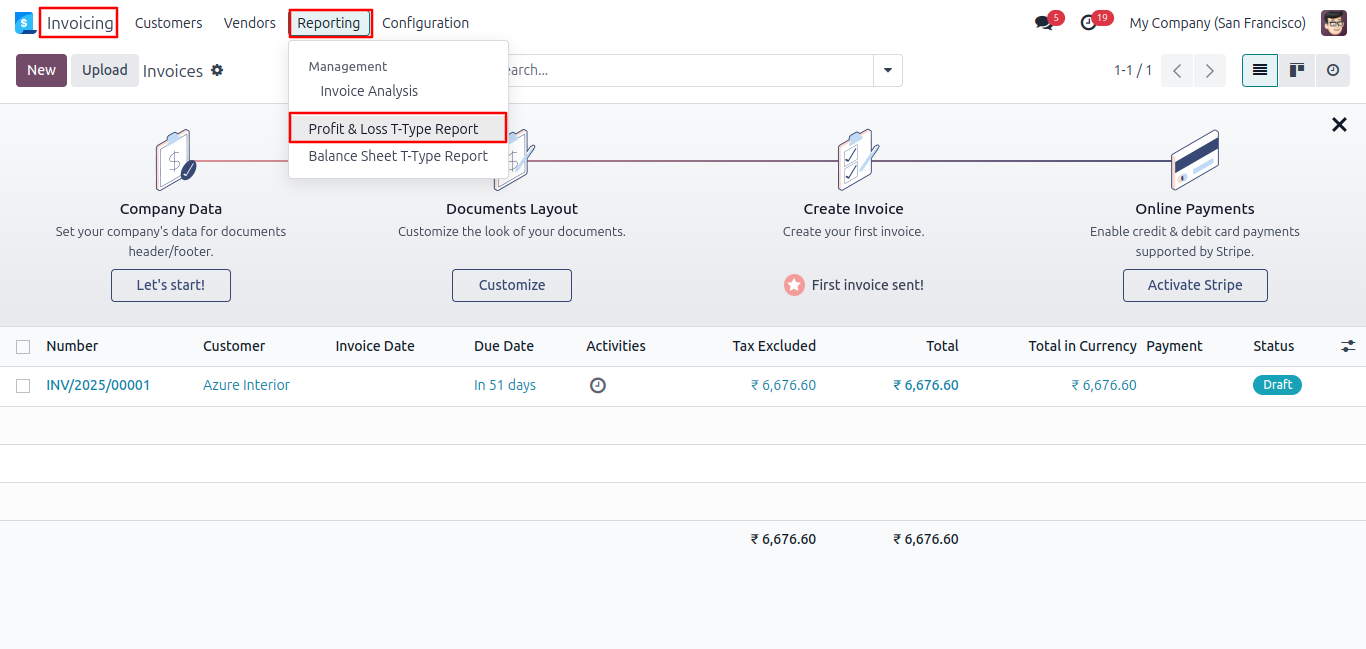 Invoicing Customers Vendors Reporting Configuration 5 19 My Company (San Francisco)
New Upload Invoices earch... 1-1 / 1
Management
Invoice Analysis
Profit & Loss T-Type Report
Balance Sheet T-Type Report
Company Data Documents Layout Create Invoice Online Payments
Set your company's data for documents Customize the look of your documents. Create your first invoice. Enable credit & debit card payments
header/footer. supported by Stripe.
Let's start! Customize First invoice sent! Activate Stripe
Number Customer Invoice Date Due Date Activities Tax Excluded Total Total in Currency Payment Status
INV/2025/00001 Azure Interior In 51 days ₹ 6,676.60 ₹ 6,676.60 ₹ 6,676.60 Draft
₹ 6,676.60 ₹ 6,676.60